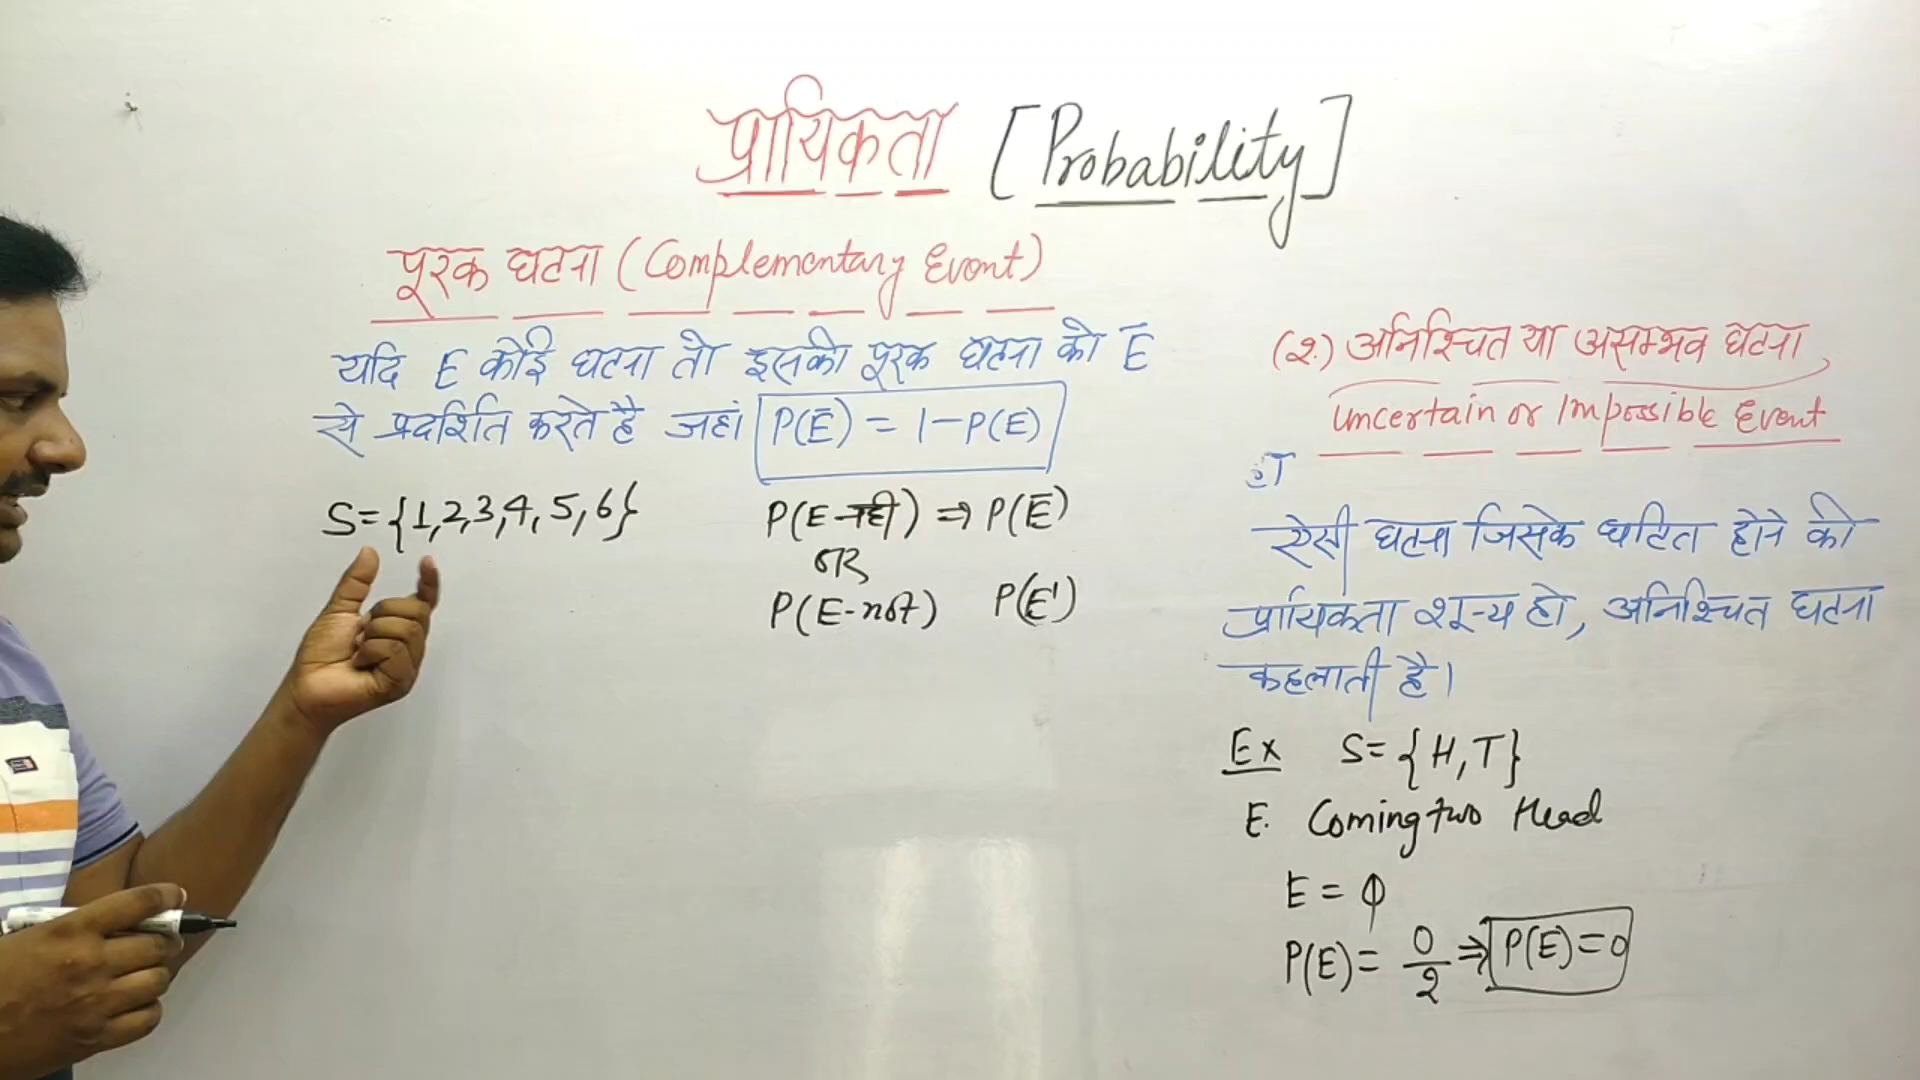 प्रायिकता [Probability]
पूरक घटना (Complementary Event)
यदि E कोई घटना तो इसकी पूरक घटना को Ē
से प्रदर्शित करते है जहां P(Ē) = 1-P(E)
S={1,2,3,4,5,6}
P(E-नही) ⇒ P(Ē)
OR
P(E-not) P(E')
(२.) अनिश्चित या असम्भव घटना
Uncertain or Impossible Event
ऐसी घटना जिसके घटित होने की
प्रायिकता शून्य हो, अनिश्चित घटना
कहलाती है।
Ex S={H,T}
E. Coming two Head
E = ϕ
P(E)= 0/2 ⇒ P(E)=0